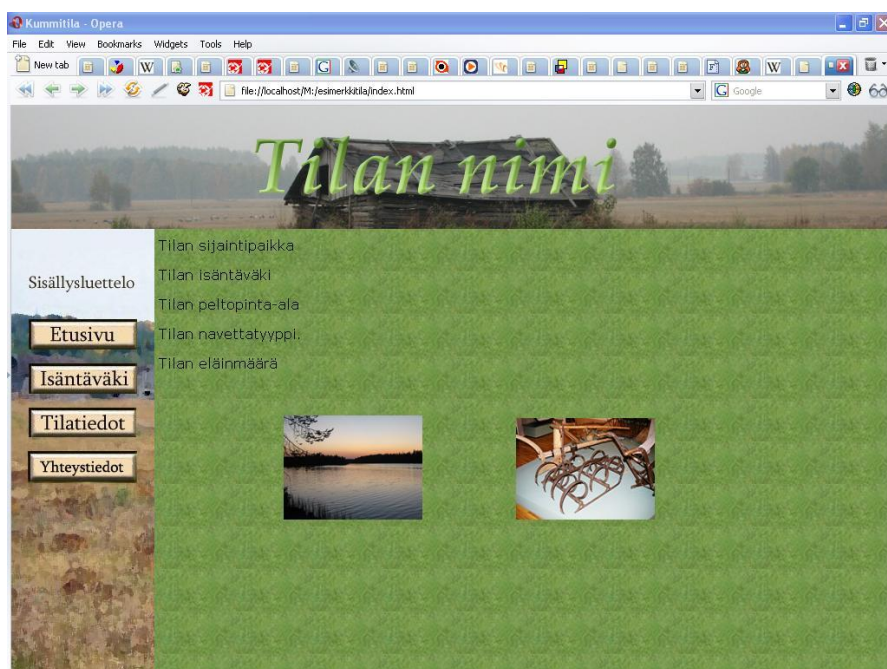 Kummitila - Opera
File Edit View Bookmarks Widgets Tools Help
New tab
file://localhost/M:/esimerkkitila/index.html
Google
Tilan nimi
Sisällysluettelo
Etusivu
Isäntäväki
Tilatiedot
Yhteystiedot
Tilan sijaintipaikka
Tilan isäntäväki
Tilan peltopinta-ala
Tilan navettatyyppi.
Tilan eläinmäärä